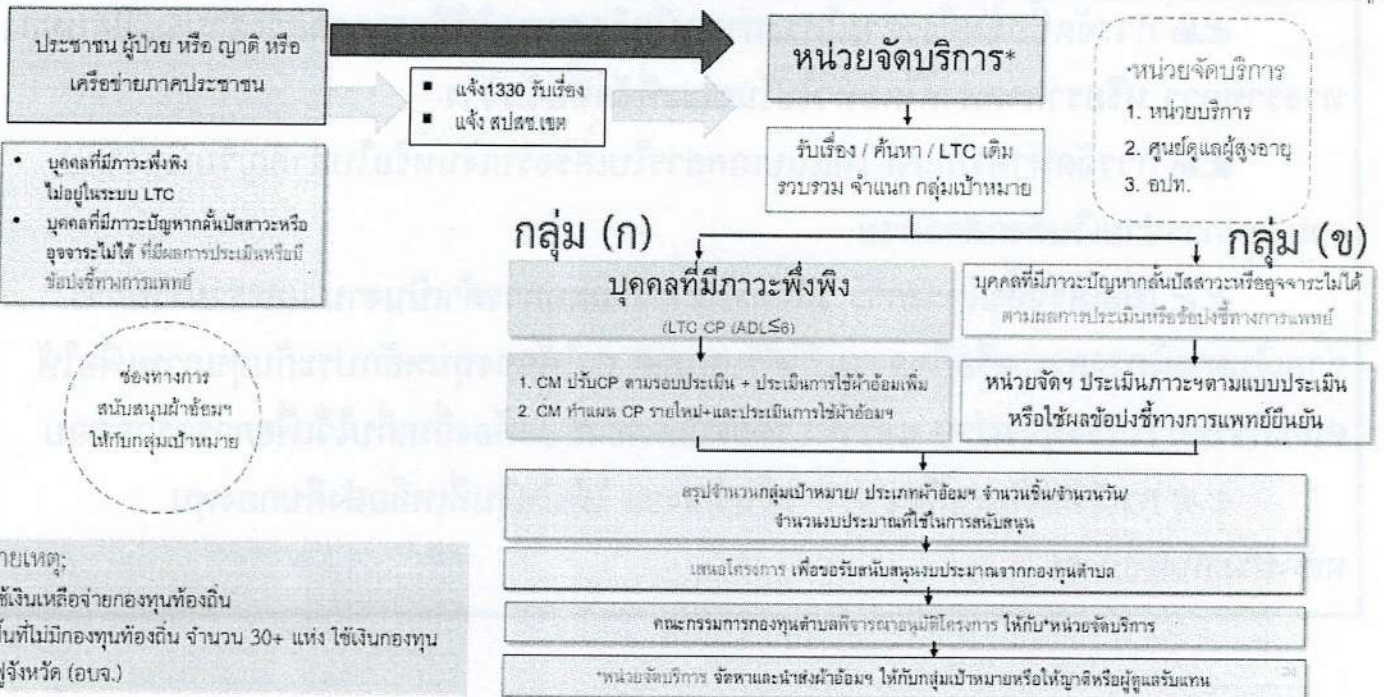 ประชาชน ผู้ป่วย หรือ ญาติ หรือ
เครือข่ายภาคประชาชน
▪ แจ้ง1330 รับเรื่อง
▪ แจ้ง สปสช.เขต
หน่วยจัดบริการ*
*หน่วยจัดบริการ
1. หน่วยบริการ
2. ศูนย์ดูแลผู้สูงอายุ
3. อปท.
รับเรื่อง / ค้นหา / LTC เดิม
รวบรวม จำแนก กลุ่มเป้าหมาย
• บุคคลที่มีภาวะพึ่งพิง
ไม่อยู่ในระบบ LTC
• บุคคลที่มีภาวะปัญหากลั้นปัสสาวะหรือ
อุจจาระไม่ได้ ที่มีผลการประเมินหรือมี
ข้อบ่งชี้ทางการแพทย์
กลุ่ม (ก)
กลุ่ม (ข)
บุคคลที่มีภาวะพึ่งพิง
(LTC CP (ADL≤6)
บุคคลที่มีภาวะปัญหากลั้นปัสสาวะหรืออุจจาระไม่ได้
ตามผลการประเมินหรือข้อบ่งชี้ทางการแพทย์
ช่องทางการ
สนับสนุนผ้าอ้อมฯ
ให้กับกลุ่มเป้าหมาย
1. CM ปรับCP ตามรอบประเมิน + ประเมินการใช้ผ้าอ้อมเพิ่ม
2. CM ทำแผน CP รายใหม่+และประเมินการใช้ผ้าอ้อมฯ
หน่วยจัดฯ ประเมินภาวะฯตามแบบประเมิน
หรือใช้ผลข้อบ่งชี้ทางการแพทย์ยืนยัน
สรุปจำนวนกลุ่มเป้าหมาย/ ประเภทผ้าอ้อมฯ จำนวนชิ้น/จำนวนวัน/
จำนวนงบประมาณที่ใช้ในการสนับสนุน
เสนอโครงการ เพื่อขอรับสนับสนุนงบประมาณจากกองทุนตำบล
คณะกรรมการกองทุนตำบลพิจารณาอนุมัติโครงการ ให้กับ*หน่วยจัดบริการ
*หน่วยจัดบริการ จัดหาและนำส่งผ้าอ้อมฯ ให้กับกลุ่มเป้าหมายหรือให้ญาติหรือผู้ดูแลรับแทน
ายเหตุ:
ช้เงินเหลือจ่ายกองทุนท้องถิ่น
้นที่ไม่มีกองทุนท้องถิ่น จำนวน 30+ แห่ง ใช้เงินกองทุน
ฟูจังหวัด (อบจ.)